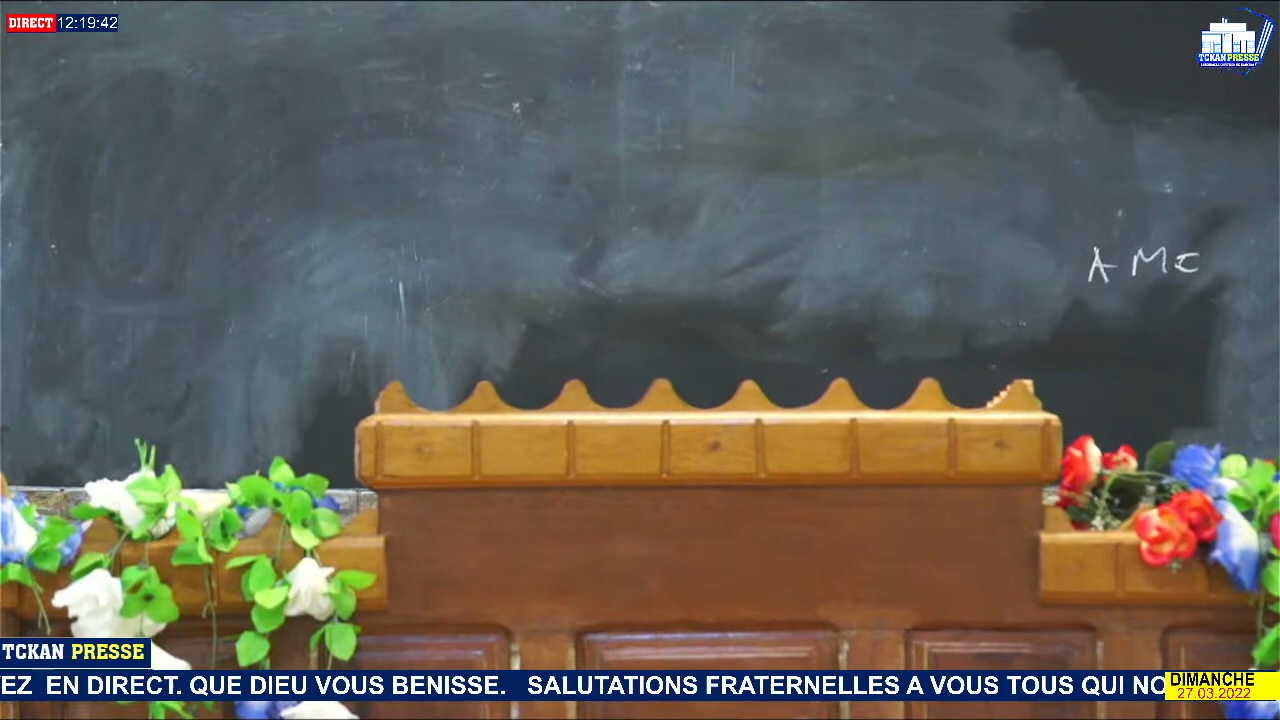 DIRECT 12:19:42
TCKAN PRESSE
A ME
TCKAN PRESSE
EZ EN DIRECT. QUE DIEU VOUS BENISSE. SALUTATIONS FRATERNELLES A VOUS TOUS QUI NO
DIMANCHE
27.03.2022